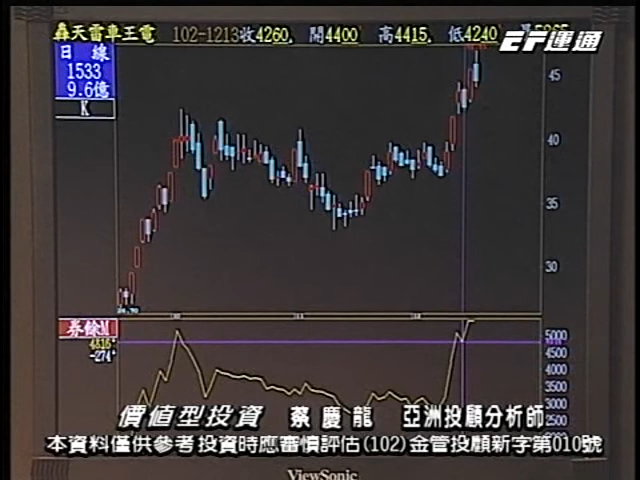 轟天雷車王電 102-1213收4260 開4400 高4415 低4240
EF運通
日 線
1533
9.6億
K
45
40
35
30
券餘M
4816
-274
5000
4500
4000
3500
3000
2500
價值型投資 蔡慶龍 亞洲投顧分析師
本資料僅供參考投資時應審慎評估(102)金管投顧新字第010號
ViewSonic